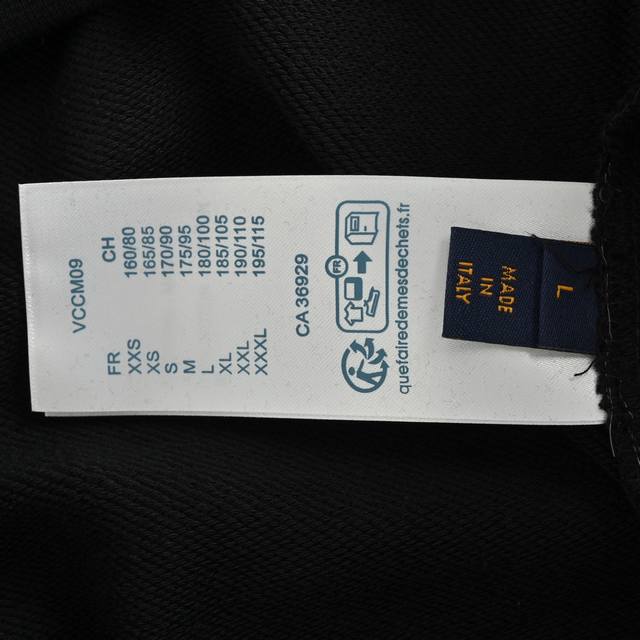 VCCM09
FR CH
XXS 160/80
XS 165/85
S 170/90
M 175/95
L 180/100
XL 185/105
XXL 190/110
XXXL 195/115
CA 36929
FR
quefairedemesdechets.fr
L
MADE
IN
ITALY